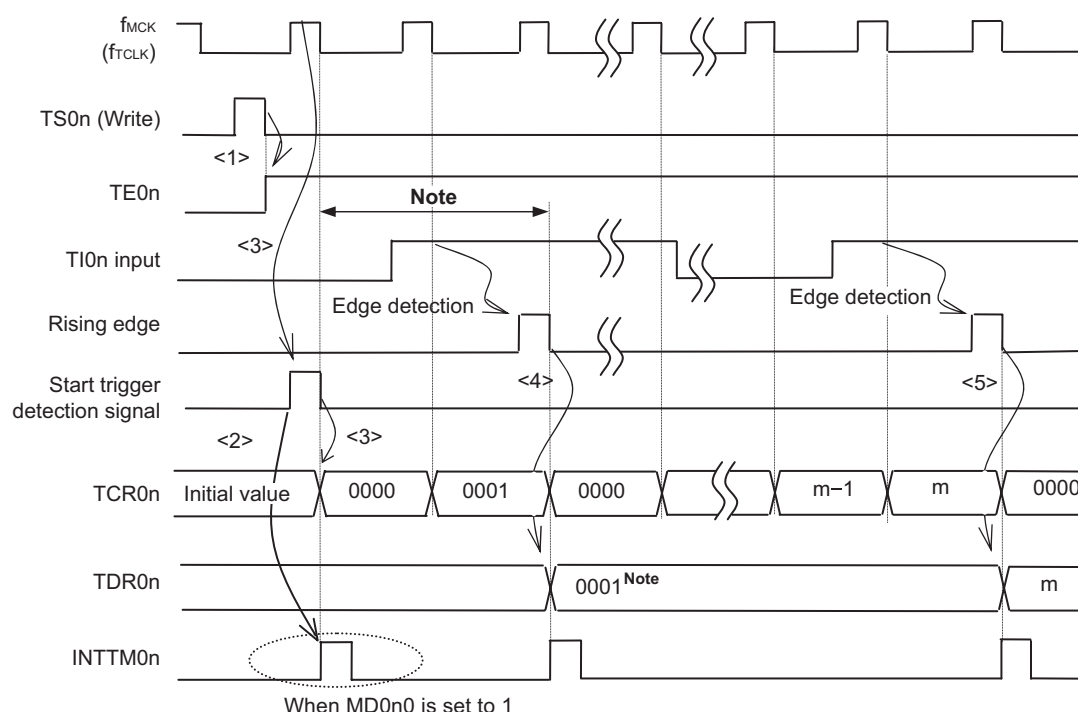 fMCK
(fTCLK)
TS0n (Write)
<1>
TE0n
Note
<3>
TI0n input
Edge detection
Edge detection
Rising edge
<4>
<5>
Start trigger
detection signal
<2>
<3>
TCR0n
Initial value
0000
0001
0000
m−1
m
0000
TDR0n
0001Note
m
INTTM0n
When MD0n0 is set to 1